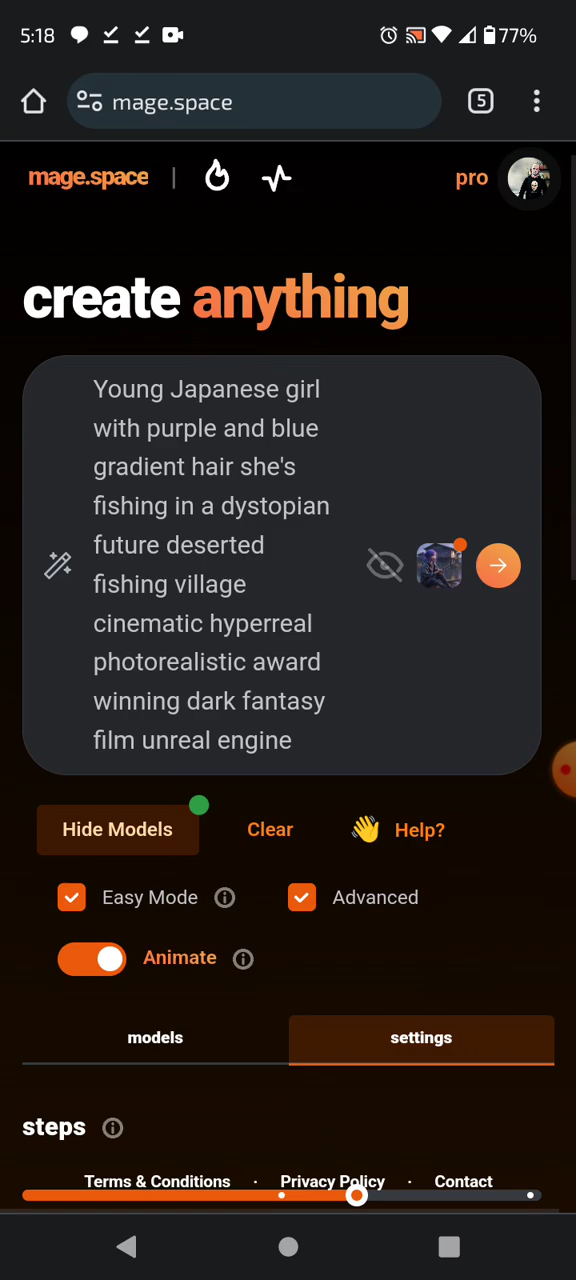 5:18
77%
mage.space
5
mage.space |
pro
create anything
Young Japanese girl
with purple and blue
gradient hair she's
fishing in a dystopian
future deserted
fishing village
cinematic hyperreal
photorealistic award
winning dark fantasy
film unreal engine
Hide Models
Clear
Help?
Easy Mode
Advanced
Animate
models
settings
steps
Terms & Conditions · Privacy Policy · Contact